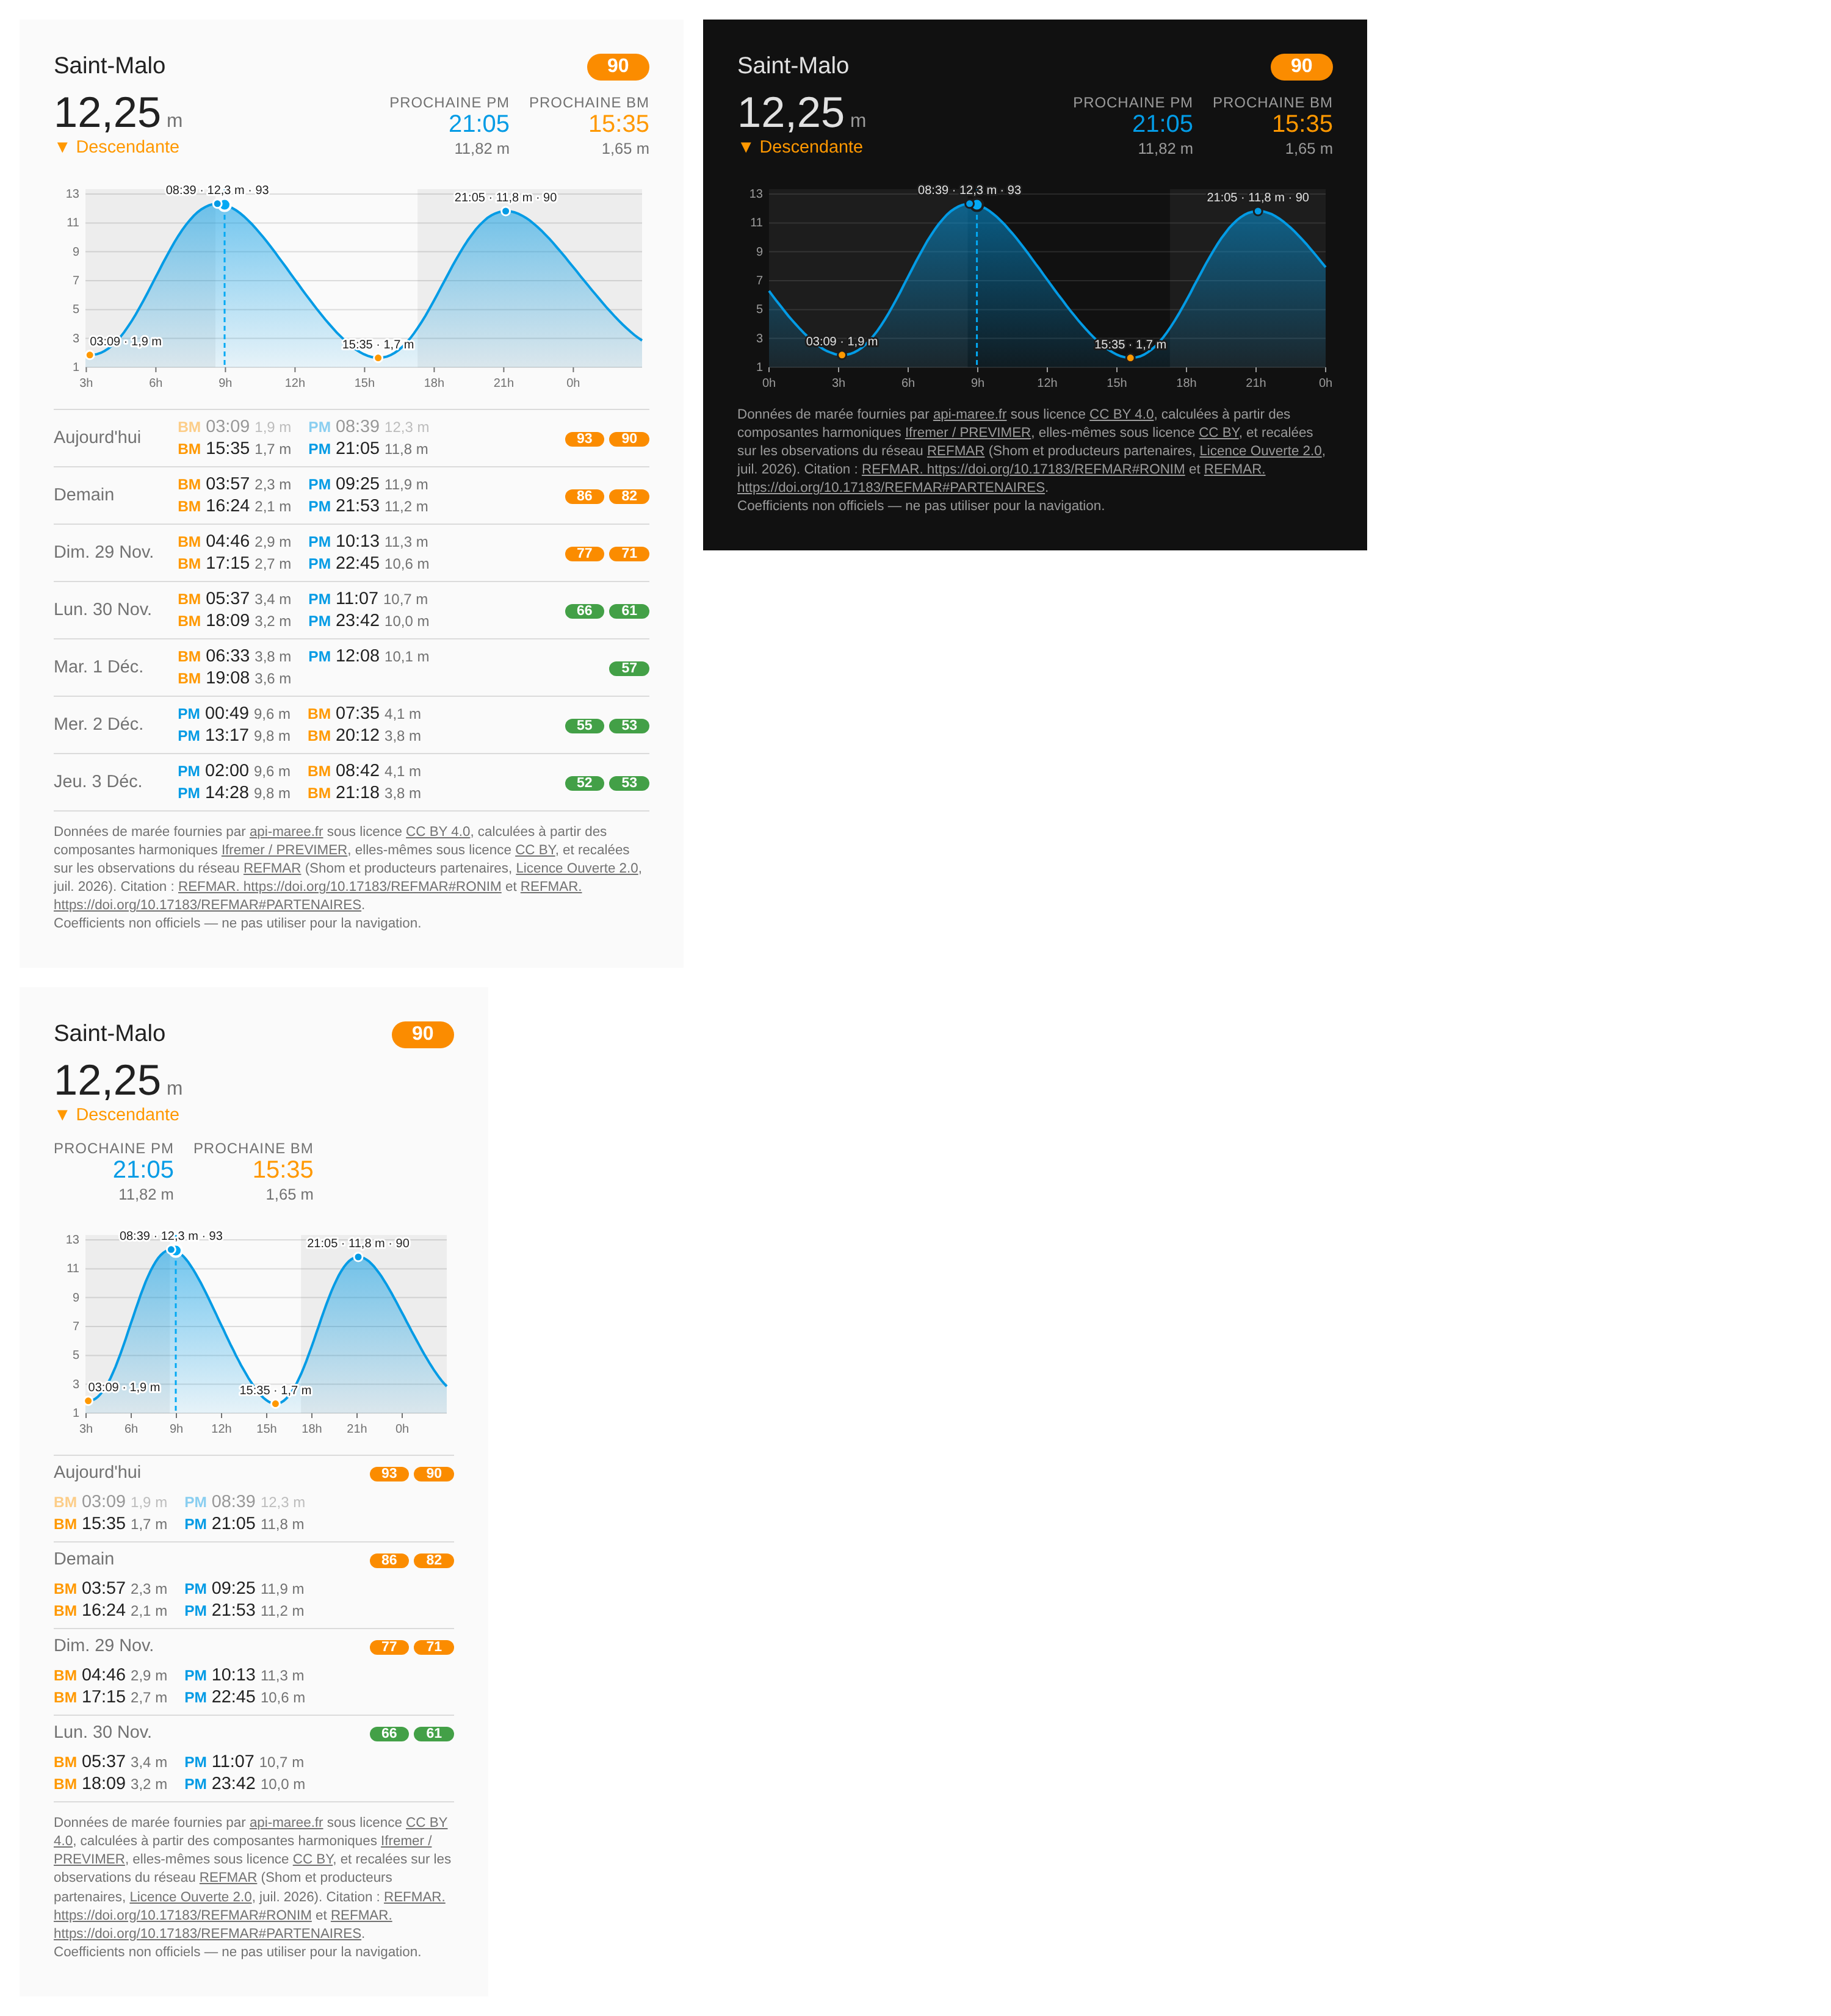 Saint-Malo
90
12,25 m
▼ Descendante
PROCHAINE PM
21:05
11,82 m
PROCHAINE BM
15:35
1,65 m
08:39 · 12,3 m · 93
21:05 · 11,8 m · 90
03:09 · 1,9 m
15:35 · 1,7 m
13
11
9
7
5
3
1
3h 6h 9h 12h 15h 18h 21h 0h
Aujourd'hui
BM 03:09 1,9 m PM 08:39 12,3 m
BM 15:35 1,7 m PM 21:05 11,8 m
93 90
Demain
BM 03:57 2,3 m PM 09:25 11,9 m
BM 16:24 2,1 m PM 21:53 11,2 m
86 82
Dim. 29 Nov.
BM 04:46 2,9 m PM 10:13 11,3 m
BM 17:15 2,7 m PM 22:45 10,6 m
77 71
Lun. 30 Nov.
BM 05:37 3,4 m PM 11:07 10,7 m
BM 18:09 3,2 m PM 23:42 10,0 m
66 61
Mar. 1 Déc.
BM 06:33 3,8 m PM 12:08 10,1 m
BM 19:08 3,6 m
57
Mer. 2 Déc.
PM 00:49 9,6 m BM 07:35 4,1 m
PM 13:17 9,8 m BM 20:12 3,8 m
55 53
Jeu. 3 Déc.
PM 02:00 9,6 m BM 08:42 4,1 m
PM 14:28 9,8 m BM 21:18 3,8 m
52 53
Données de marée fournies par api-maree.fr sous licence CC BY 4.0, calculées à partir des
composantes harmoniques Ifremer / PREVIMER, elles-mêmes sous licence CC BY, et recalées
sur les observations du réseau REFMAR (Shom et producteurs partenaires, Licence Ouverte 2.0,
juil. 2026). Citation : REFMAR. https://doi.org/10.17183/REFMAR#RONIM et REFMAR.
https://doi.org/10.17183/REFMAR#PARTENAIRES.
Coefficients non officiels — ne pas utiliser pour la navigation.
Saint-Malo
90
12,25 m
▼ Descendante
PROCHAINE PM
21:05
11,82 m
PROCHAINE BM
15:35
1,65 m
08:39 · 12,3 m · 93
21:05 · 11,8 m · 90
03:09 · 1,9 m
15:35 · 1,7 m
13
11
9
7
5
3
1
0h 3h 6h 9h 12h 15h 18h 21h 0h
Données de marée fournies par api-maree.fr sous licence CC BY 4.0, calculées à partir des
composantes harmoniques Ifremer / PREVIMER, elles-mêmes sous licence CC BY, et recalées
sur les observations du réseau REFMAR (Shom et producteurs partenaires, Licence Ouverte 2.0,
juil. 2026). Citation : REFMAR. https://doi.org/10.17183/REFMAR#RONIM et REFMAR.
https://doi.org/10.17183/REFMAR#PARTENAIRES.
Coefficients non officiels — ne pas utiliser pour la navigation.
Saint-Malo
90
12,25 m
▼ Descendante
PROCHAINE PM
21:05
11,82 m
PROCHAINE BM
15:35
1,65 m
08:39 · 12,3 m · 93
21:05 · 11,8 m · 90
03:09 · 1,9 m
15:35 · 1,7 m
13
11
9
7
5
3
1
3h 6h 9h 12h 15h 18h 21h 0h
Aujourd'hui
93 90
BM 03:09 1,9 m PM 08:39 12,3 m
BM 15:35 1,7 m PM 21:05 11,8 m
Demain
86 82
BM 03:57 2,3 m PM 09:25 11,9 m
BM 16:24 2,1 m PM 21:53 11,2 m
Dim. 29 Nov.
77 71
BM 04:46 2,9 m PM 10:13 11,3 m
BM 17:15 2,7 m PM 22:45 10,6 m
Lun. 30 Nov.
66 61
BM 05:37 3,4 m PM 11:07 10,7 m
BM 18:09 3,2 m PM 23:42 10,0 m
Données de marée fournies par api-maree.fr sous licence CC BY
4.0, calculées à partir des composantes harmoniques Ifremer /
PREVIMER, elles-mêmes sous licence CC BY, et recalées sur les
observations du réseau REFMAR (Shom et producteurs
partenaires, Licence Ouverte 2.0, juil. 2026). Citation : REFMAR.
https://doi.org/10.17183/REFMAR#RONIM et REFMAR.
https://doi.org/10.17183/REFMAR#PARTENAIRES.
Coefficients non officiels — ne pas utiliser pour la navigation.